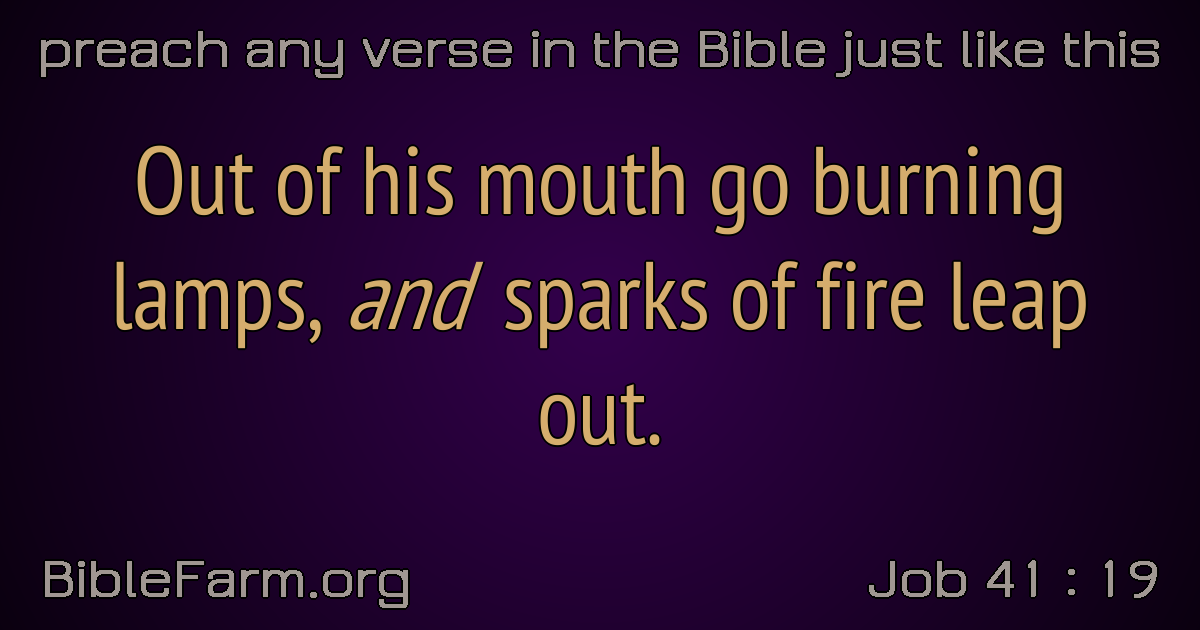 preach any verse in the Bible just like this
Out of his mouth go burning
lamps, and sparks of fire leap
out.
BibleFarm.org
Job 41 : 19